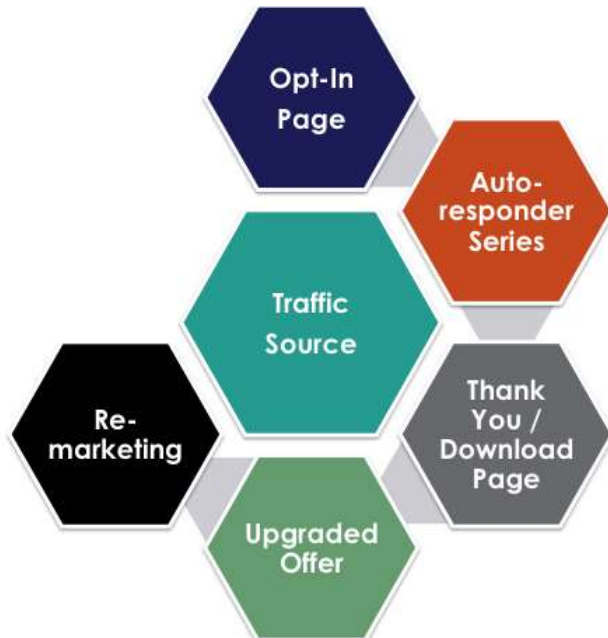 Opt-In
Page
Auto-
responder
Series
Traffic
Source
Thank
You /
Download
Page
Re-
marketing
Upgraded
Offer